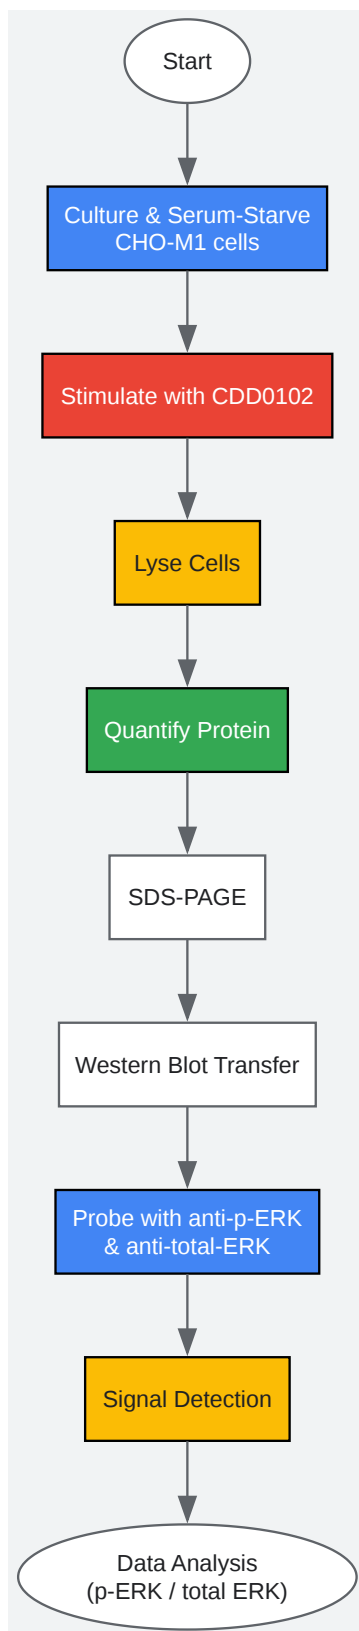 Start
Culture & Serum-Starve
CHO-M1 cells
Stimulate with CDD0102
Lyse Cells
Quantify Protein
SDS-PAGE
Western Blot Transfer
Probe with anti-p-ERK
& anti-total-ERK
Signal Detection
Data Analysis
(p-ERK / total ERK)